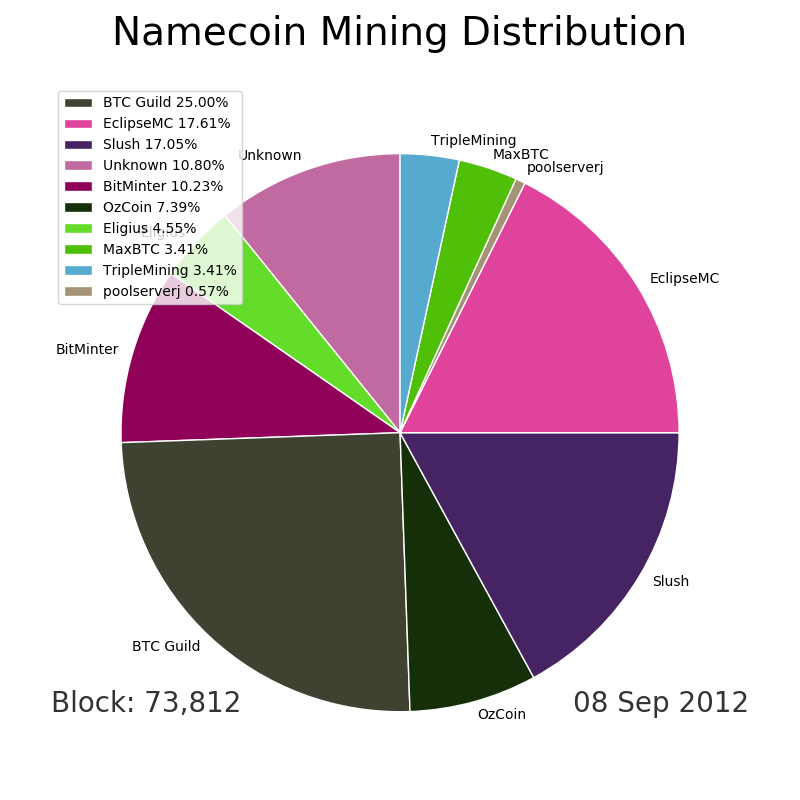 Namecoin Mining Distribution
BTC Guild 25.00%
EclipseMC 17.61%
Slush 17.05%
Unknown 10.80%
BitMinter 10.23%
OzCoin 7.39%
Eligius 4.55%
MaxBTC 3.41%
TripleMining 3.41%
poolserverj 0.57%
TripleMining
MaxBTC
poolserverj
Unknown
Eligius
EclipseMC
BitMinter
Slush
BTC Guild
OzCoin
Block: 73,812
08 Sep 2012